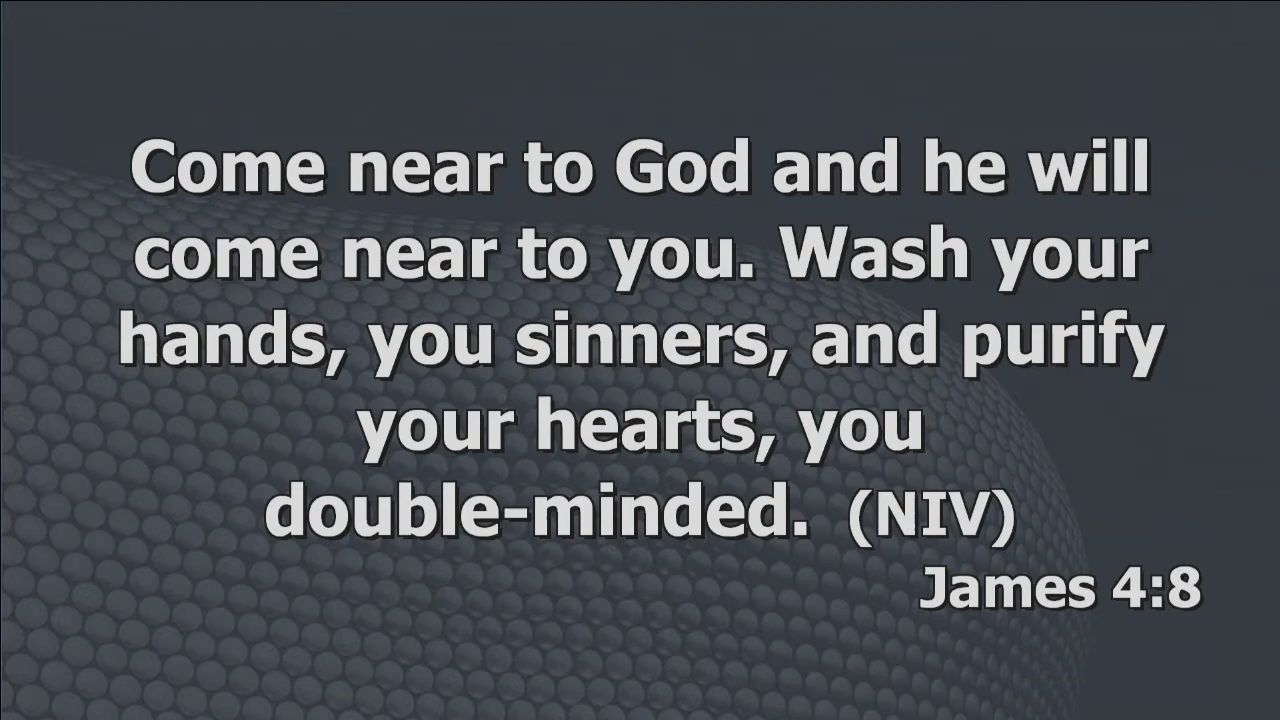 Come near to God and he will
come near to you. Wash your
hands, you sinners, and purify
your hearts, you
double-minded. (NIV)
James 4:8